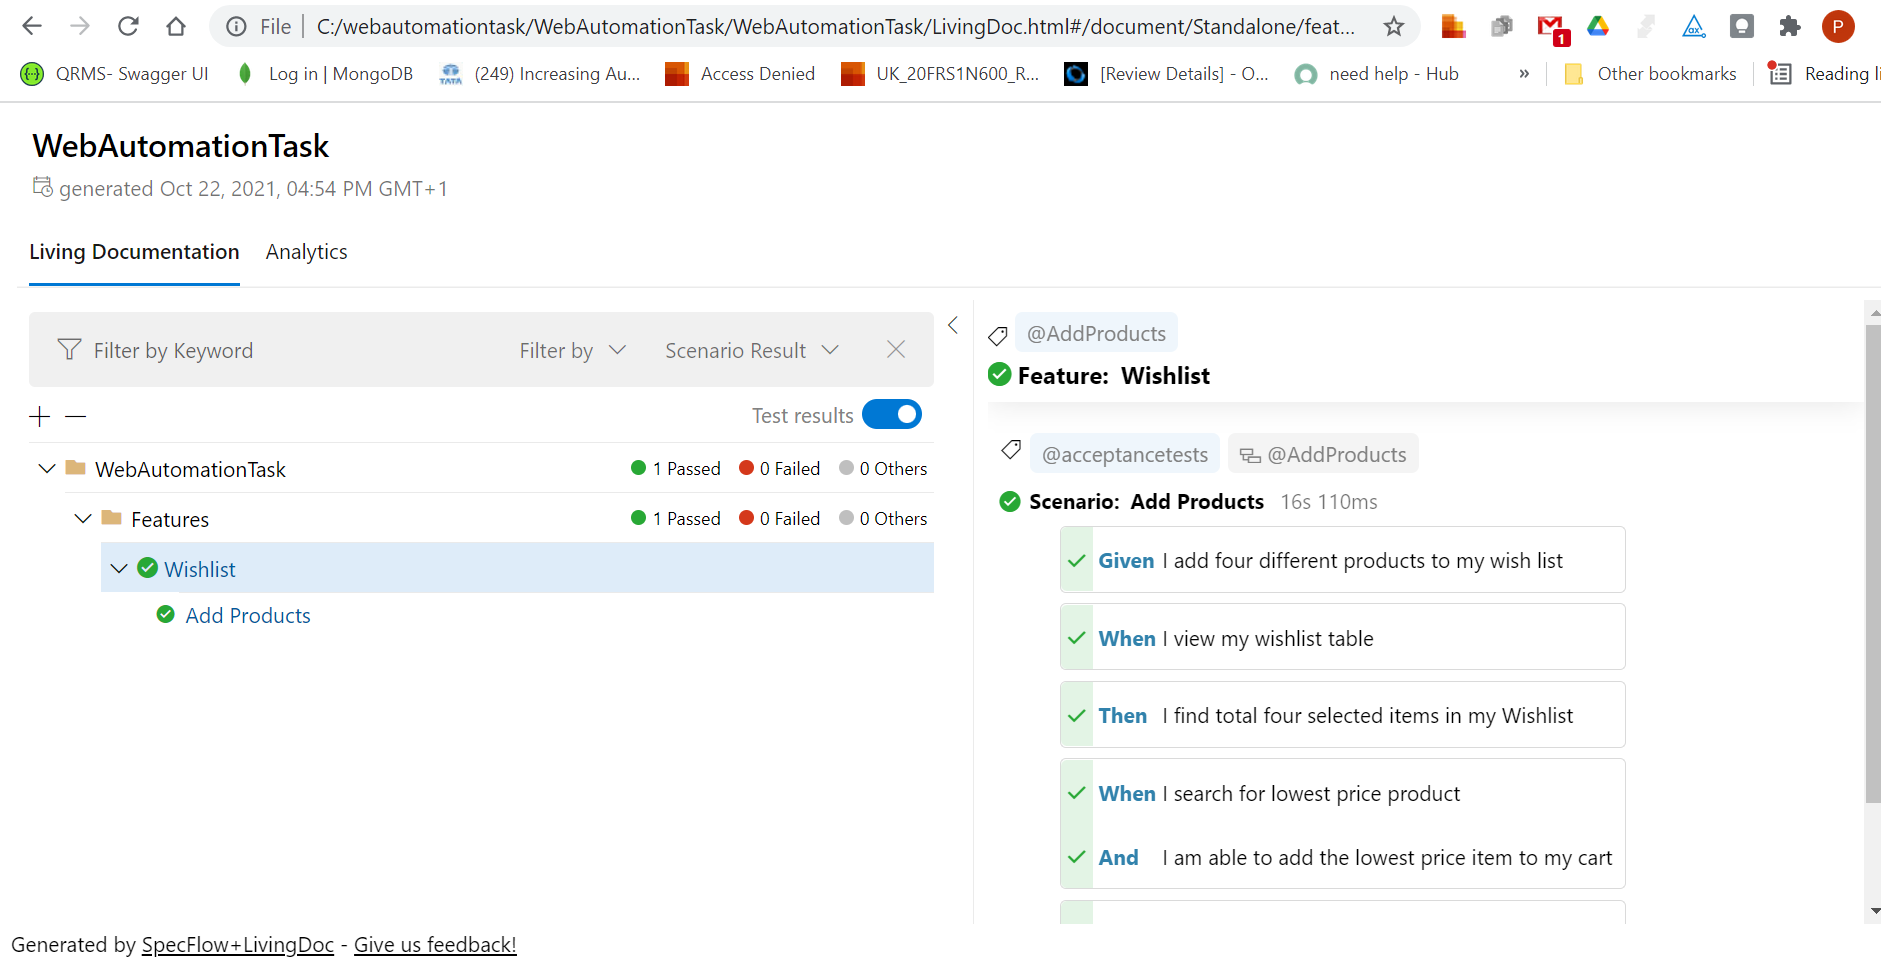 File C:/webautomationtask/WebAutomationTask/WebAutomationTask/LivingDoc.html#/document/Standalone/feat... 1 P
QRMS- Swagger UI Log in | MongoDB TATA (249) Increasing Au... Access Denied UK_20FRS1N600_R... [Review Details] - O... need help - Hub » Other bookmarks Reading li
WebAutomationTask
generated Oct 22, 2021, 04:54 PM GMT+1
Living Documentation Analytics
Filter by Keyword Filter by Scenario Result
Test results
WebAutomationTask 1 Passed 0 Failed 0 Others
Features 1 Passed 0 Failed 0 Others
Wishlist
Add Products
@AddProducts
Feature: Wishlist
@acceptancetests @AddProducts
Scenario: Add Products 16s 110ms
Given I add four different products to my wish list
When I view my wishlist table
Then I find total four selected items in my Wishlist
When I search for lowest price product
And I am able to add the lowest price item to my cart
Generated by SpecFlow+LivingDoc - Give us feedback!